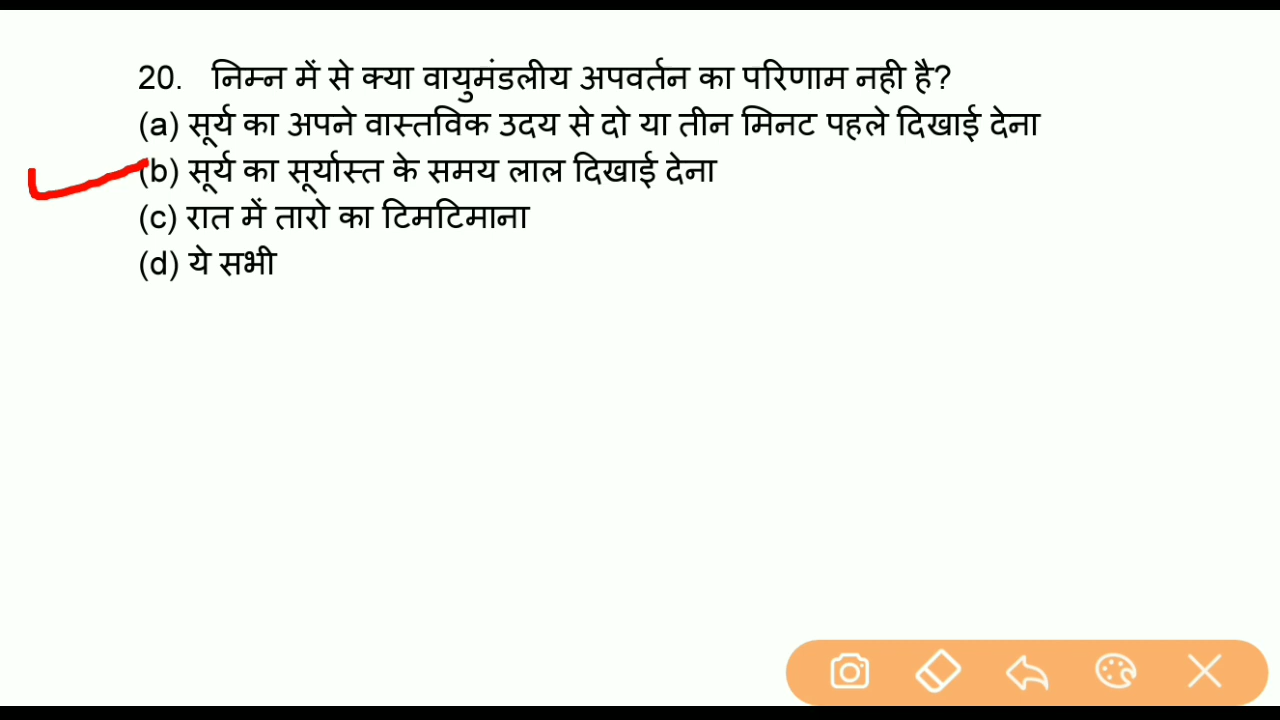 20. निम्न में से क्या वायुमंडलीय अपवर्तन का परिणाम नही है?
(a) सूर्य का अपने वास्तविक उदय से दो या तीन मिनट पहले दिखाई देना
(b) सूर्य का सूर्यास्त के समय लाल दिखाई देना
(c) रात में तारो का टिमटिमाना
(d) ये सभी